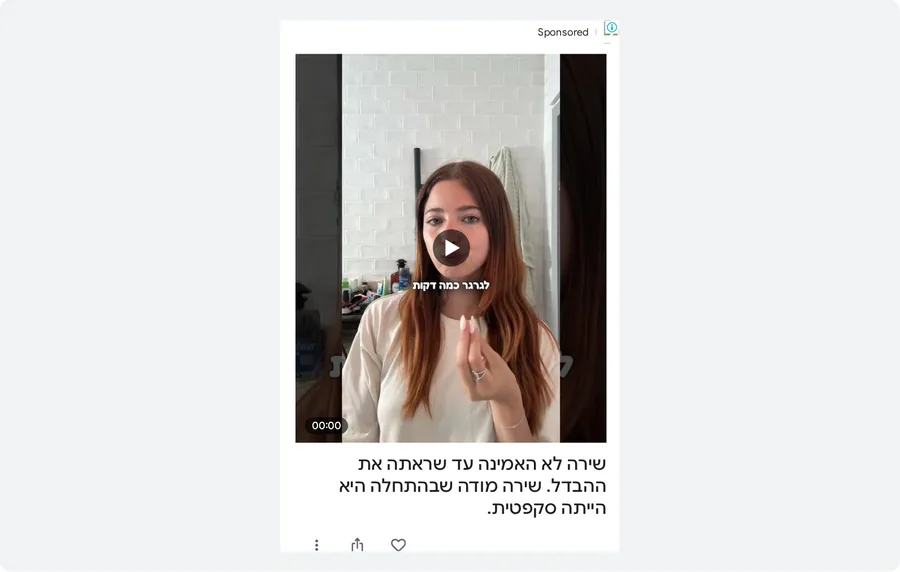 Sponsored
לגרגר כמה דקות
00:00
שירה לא האמינה עד שראתה את
ההבדל. שירה מודה שבהתחלה היא
הייתה סקפטית.